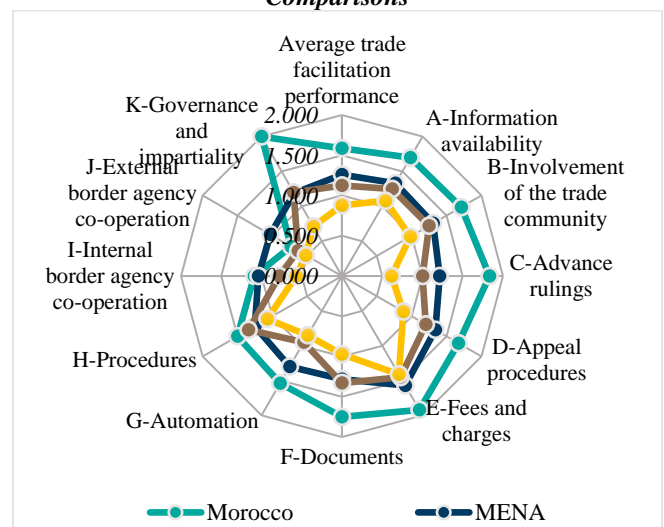 Comparisons
Average trade
facilitation
performance
A-Information
availability
B-Involvement
of the trade
community
C-Advance
rulings
D-Appeal
procedures
E-Fees and
charges
F-Documents
G-Automation
H-Procedures
I-Internal
border agency
co-operation
J-External
border agency
co-operation
K-Governance
and
impartiality
2.000
1.500
1.000
0.500
0.000
Morocco
MENA